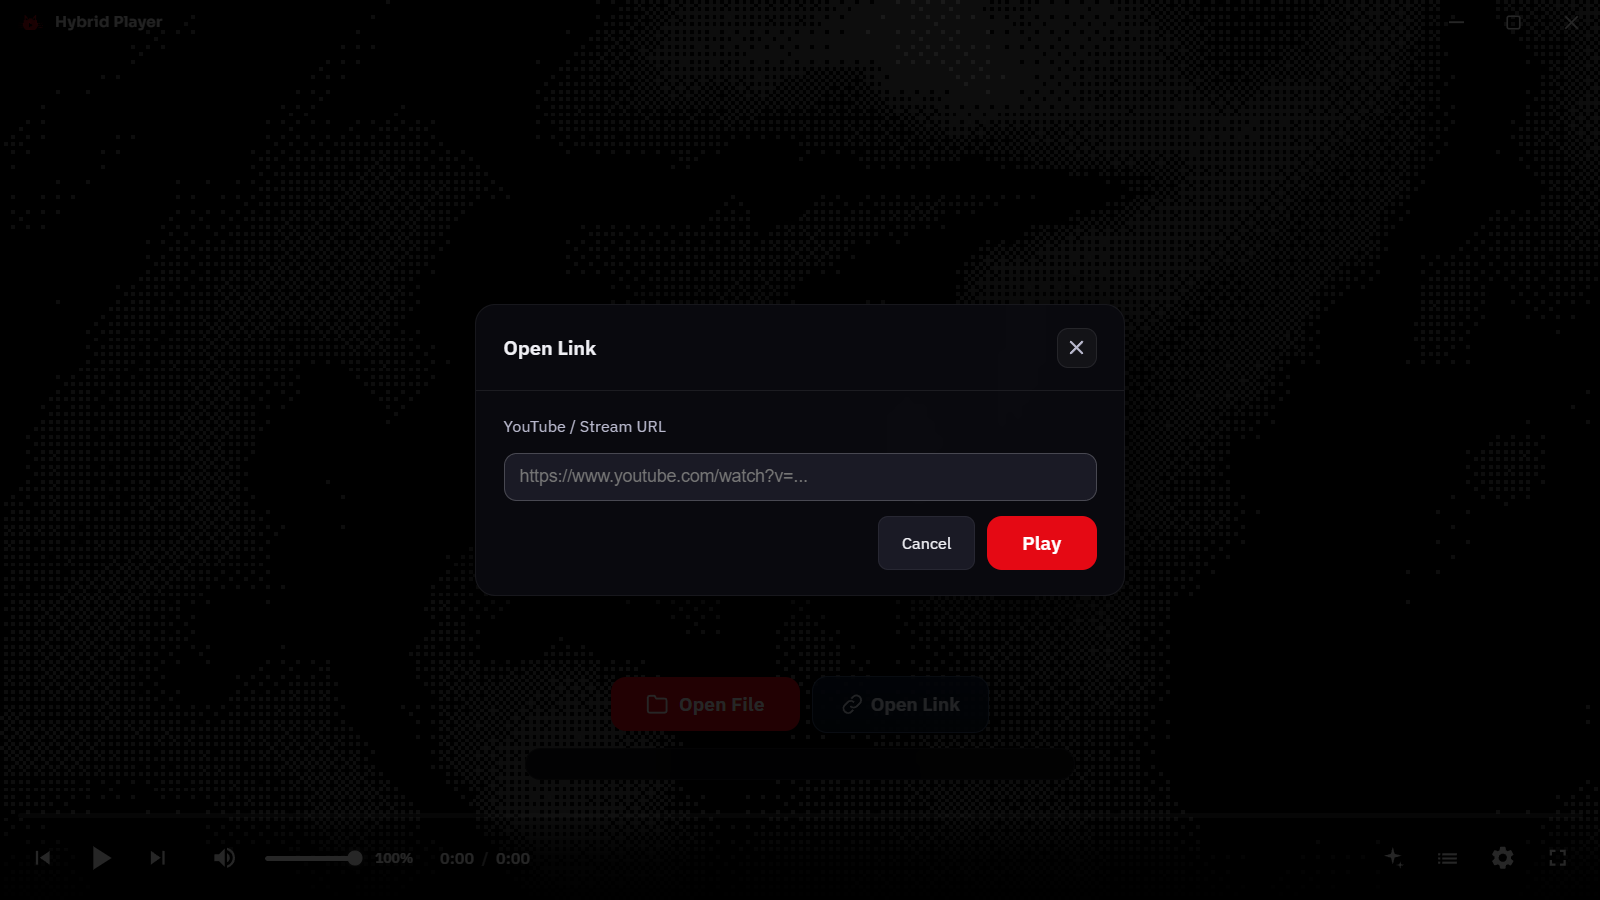 Hybrid Player
Open Link
YouTube / Stream URL
https://www.youtube.com/watch?v=...
Cancel
Play
Open File
Open Link
100%
0:00 / 0:00